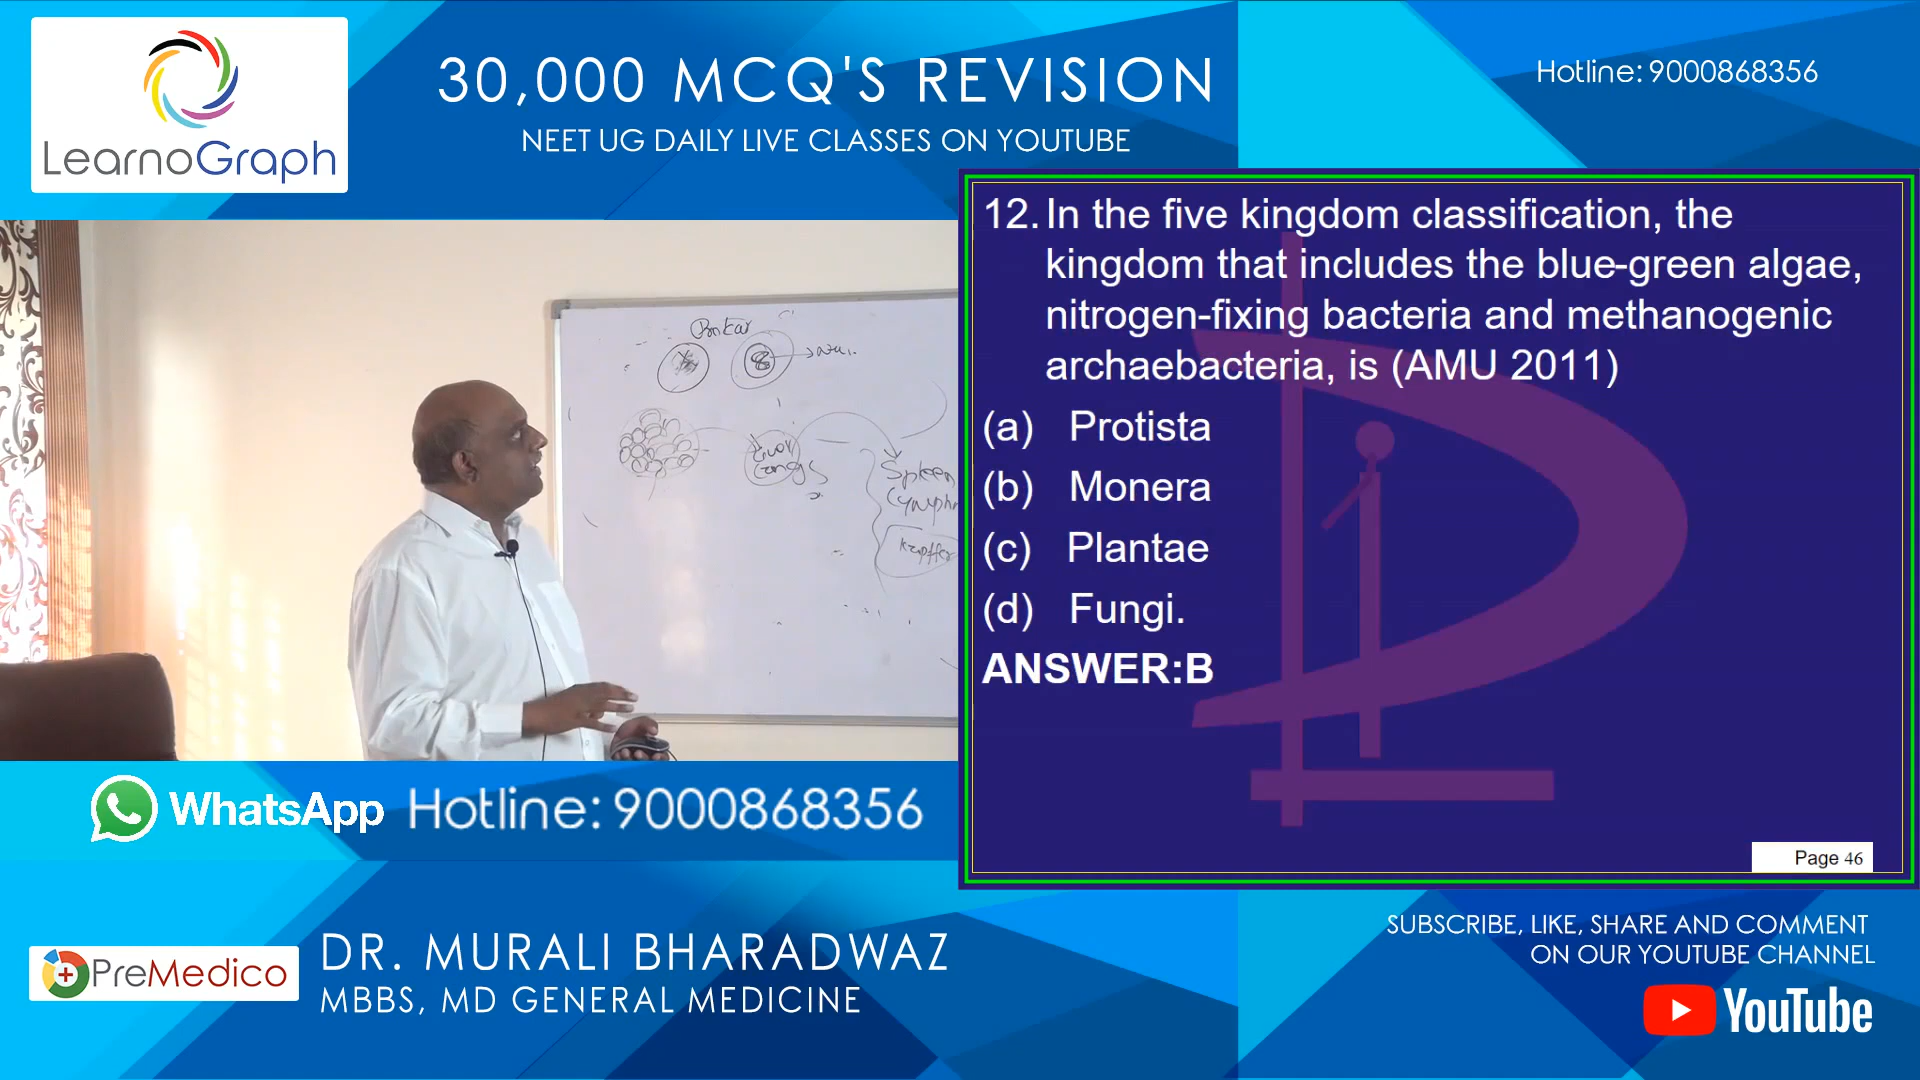 LearnoGraph
30,000 MCQ'S REVISION
NEET UG DAILY LIVE CLASSES ON YOUTUBE
Hotline: 9000868356
12. In the five kingdom classification, the
kingdom that includes the blue-green algae,
nitrogen-fixing bacteria and methanogenic
archaebacteria, is (AMU 2011)
(a) Protista
(b) Monera
(c) Plantae
(d) Fungi.
ANSWER:B
Page 46
Spleen
WhatsApp Hotline: 9000868356
PreMedico
DR. MURALI BHARADWAZ
MBBS, MD GENERAL MEDICINE
SUBSCRIBE, LIKE, SHARE AND COMMENT
ON OUR YOUTUBE CHANNEL
YouTube